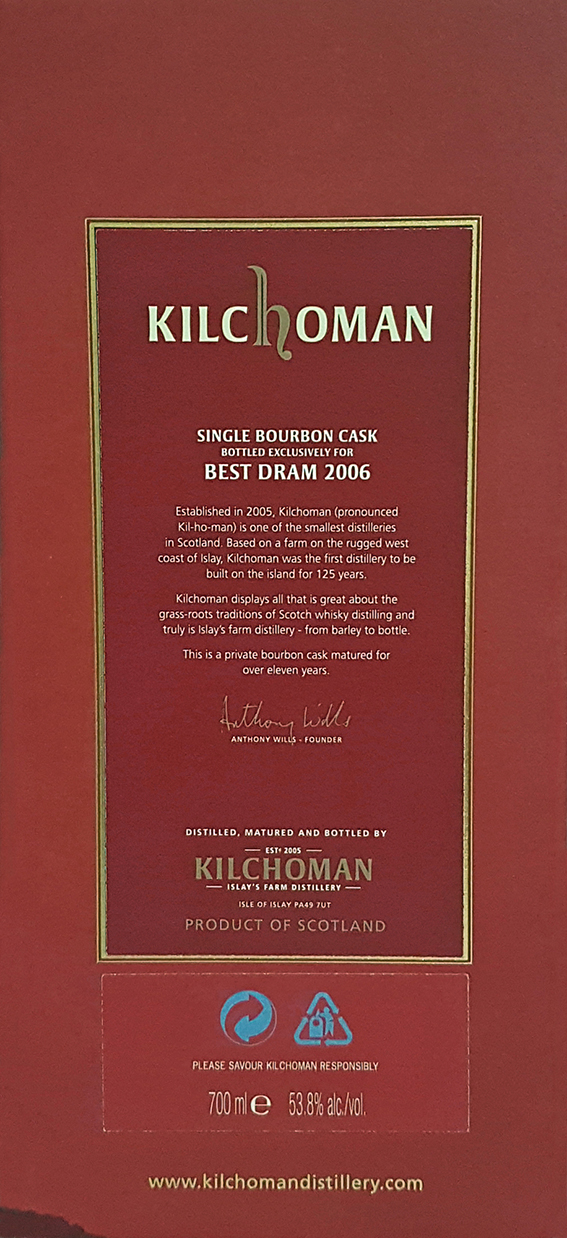 KILCHOMAN
SINGLE BOURBON CASK
BOTTLED EXCLUSIVELY FOR
BEST DRAM 2006
Established in 2005, Kilchoman (pronounced
Kil-ho-man) is one of the smallest distilleries
in Scotland. Based on a farm on the rugged west
coast of Islay, Kilchoman was the first distillery to be
built on the island for 125 years.
Kilchoman displays all that is great about the
grass-roots traditions of Scotch whisky distilling and
truly is Islay's farm distillery - from barley to bottle.
This is a private bourbon cask matured for
over eleven years.
Anthony Wills
ANTHONY WILLS - FOUNDER
DISTILLED, MATURED AND BOTTLED BY
ESTD 2005
KILCHOMAN
ISLAY'S FARM DISTILLERY
ISLE OF ISLAY PA49 7UT
PRODUCT OF SCOTLAND
PLEASE SAVOUR KILCHOMAN RESPONSIBLY
700 ml e 53.8% alc./vol.
www.kilchomandistillery.com